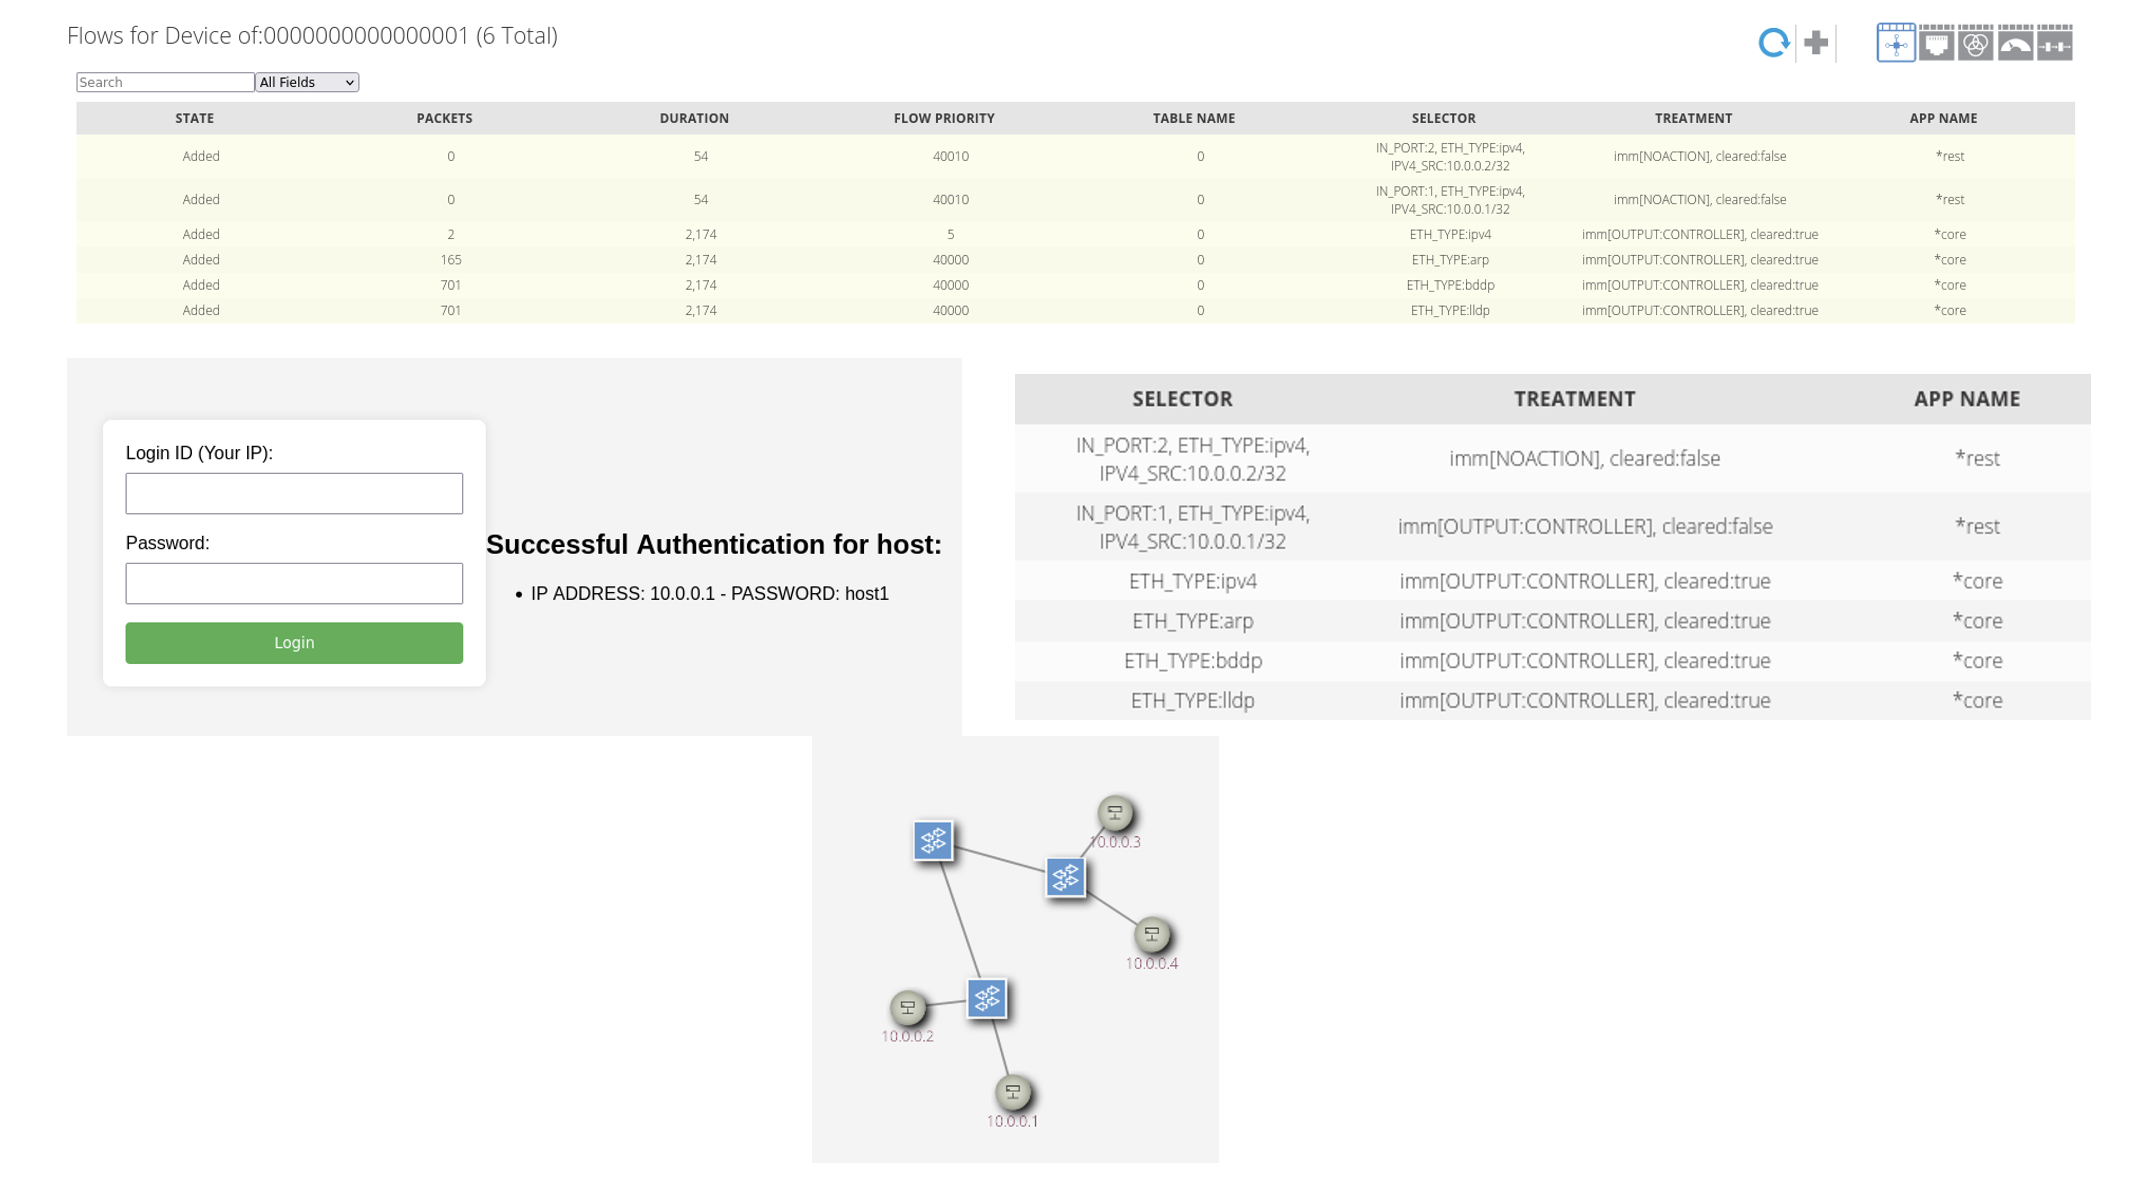 Flows for Device of:0000000000000001 (6 Total)
Search All Fields
STATE PACKETS DURATION FLOW PRIORITY TABLE NAME SELECTOR TREATMENT APP NAME
Added 0 54 40010 0 IN_PORT:2, ETH_TYPE:ipv4, IPV4_SRC:10.0.0.2/32 imm[NOACTION], cleared:false *rest
Added 0 54 40010 0 IN_PORT:1, ETH_TYPE:ipv4, IPV4_SRC:10.0.0.1/32 imm[NOACTION], cleared:false *rest
Added 2 2,174 5 0 ETH_TYPE:ipv4 imm[OUTPUT:CONTROLLER], cleared:true *core
Added 165 2,174 40000 0 ETH_TYPE:arp imm[OUTPUT:CONTROLLER], cleared:true *core
Added 701 2,174 40000 0 ETH_TYPE:bddp imm[OUTPUT:CONTROLLER], cleared:true *core
Added 701 2,174 40000 0 ETH_TYPE:lldp imm[OUTPUT:CONTROLLER], cleared:true *core
Login ID (Your IP):
Password:
Login
Successful Authentication for host:
• IP ADDRESS: 10.0.0.1 - PASSWORD: host1
SELECTOR TREATMENT APP NAME
IN_PORT:2, ETH_TYPE:ipv4, IPV4_SRC:10.0.0.2/32 imm[NOACTION], cleared:false *rest
IN_PORT:1, ETH_TYPE:ipv4, IPV4_SRC:10.0.0.1/32 imm[OUTPUT:CONTROLLER], cleared:false *rest
ETH_TYPE:ipv4 imm[OUTPUT:CONTROLLER], cleared:true *core
ETH_TYPE:arp imm[OUTPUT:CONTROLLER], cleared:true *core
ETH_TYPE:bddp imm[OUTPUT:CONTROLLER], cleared:true *core
ETH_TYPE:lldp imm[OUTPUT:CONTROLLER], cleared:true *core
10.0.0.3
10.0.0.4
10.0.0.2
10.0.0.1